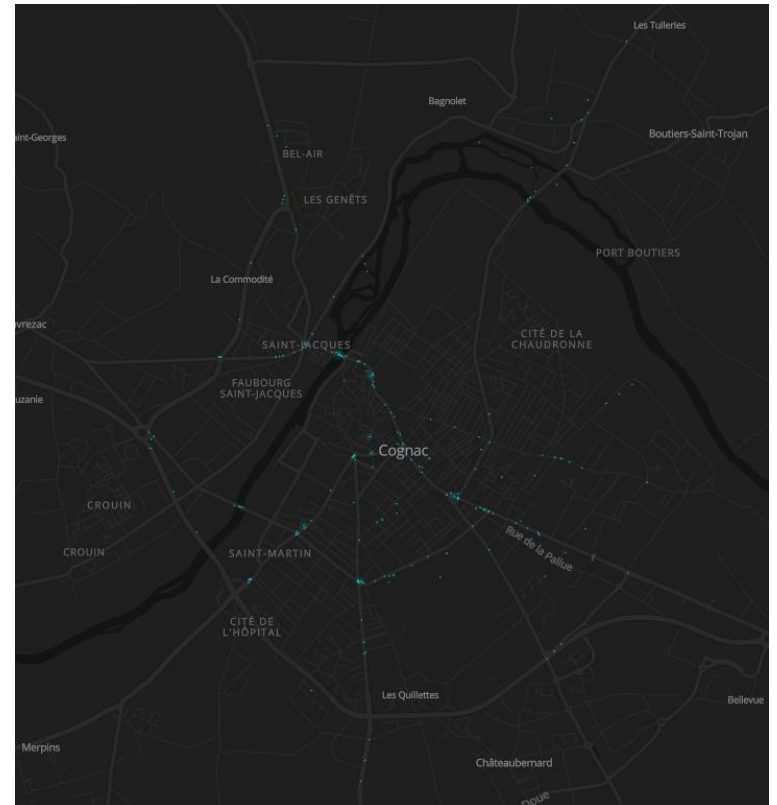 Les Tuileries
Bagnolet
Boutiers-Saint-Trojan
aint-Georges
BEL-AIR
LES GENÊTS
PORT BOUTIERS
La Commodité
vrezac
SAINT-JACQUES
CITÉ DE LA
CHAUDRONNE
FAUBOURG
SAINT-JACQUES
uzanie
Cognac
CROUIN
Rue de la Pallue
CROUIN
SAINT-MARTIN
CITÉ DE
L'HÔPITAL
Les Quillettes
Bellevue
Merpins
Châteaubernard
Doue